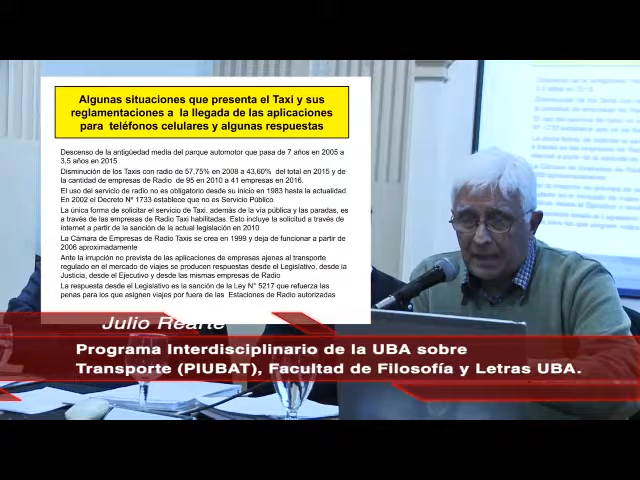 Algunas situaciones que presenta el Taxi y sus
reglamentaciones a la llegada de las aplicaciones
para teléfonos celulares y algunas respuestas
Descenso de la antigüedad media del parque automotor que pasa de 7 años en 2005 a
3,5 años en 2015
Disminución de los Taxis con radio de 57,75% en 2008 a 43,60% del total en 2015 y de
la cantidad de empresas de Radio de 95 en 2010 a 41 empresas en 2016.
El uso del servicio de radio no es obligatorio desde su inicio en 1983 hasta la actualidad.
En 2002 el Decreto N° 1733 establece que no es Servicio Público
La única forma de solicitar el servicio de Taxi, además de la vía pública y las paradas, es
a través de las empresas de Radio Taxi habilitadas. Esto incluye la solicitud a través de
internet a partir de la sanción de la actual legislación en 2010
La Cámara de Empresas de Radio Taxis se crea en 1999 y deja de funcionar a partir de
2006 aproximadamente
Ante la irrupción no prevista de las aplicaciones de empresas ajenas al transporte
regulado en el mercado de viajes se producen respuestas desde el Legislativo, desde la
Justicia, desde el Ejecutivo y desde las mismas empresas de Radio
La respuesta desde el Legislativo es la sanción de la Ley N° 5217 que refuerza las
penas para los que asignen viajes por fuera de las Estaciones de Radio autorizadas
Julio Rearte
Programa Interdisciplinario de la UBA sobre
Transporte (PIUBAT), Facultad de Filosofía y Letras UBA.